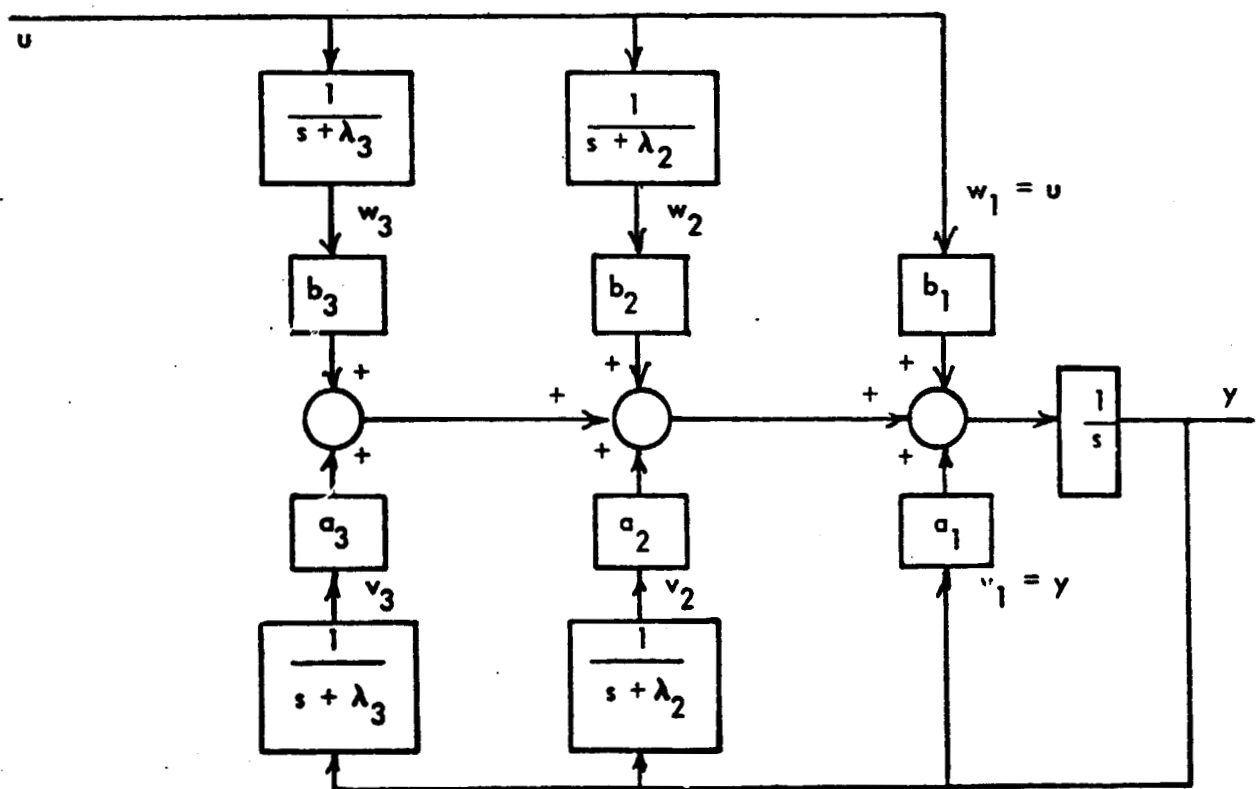 u
1
s + λ3
1
s + λ2
w3
w2
w1 = u
b3
b2
b1
+
+
+
+
+
1
s
y
+
+
+
a3
a2
a1
v3
v2
1 = y
1
s + λ3
1
s + λ2